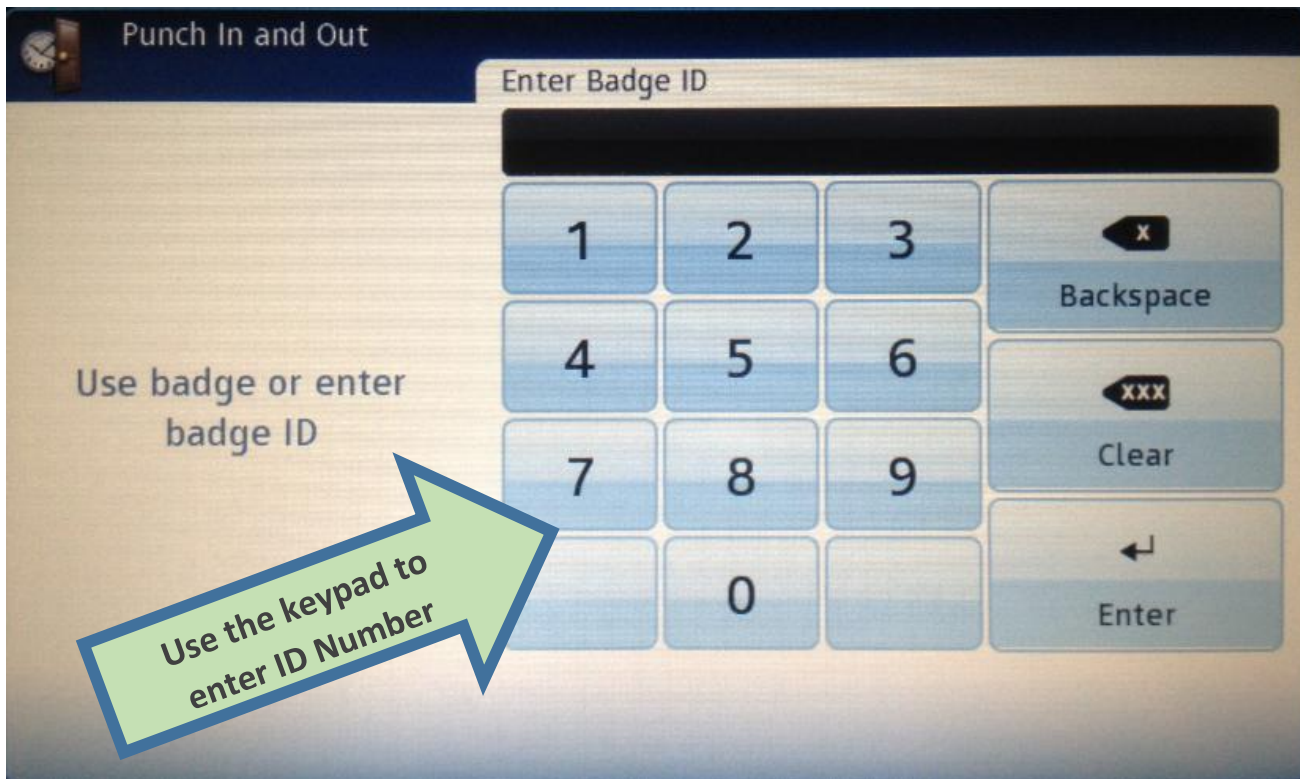 Punch In and Out
Enter Badge ID
Use badge or enter
badge ID
1 2 3
X
Backspace
4 5 6
XXX
Clear
7 8 9
0
Enter
Use the keypad to
enter ID Number